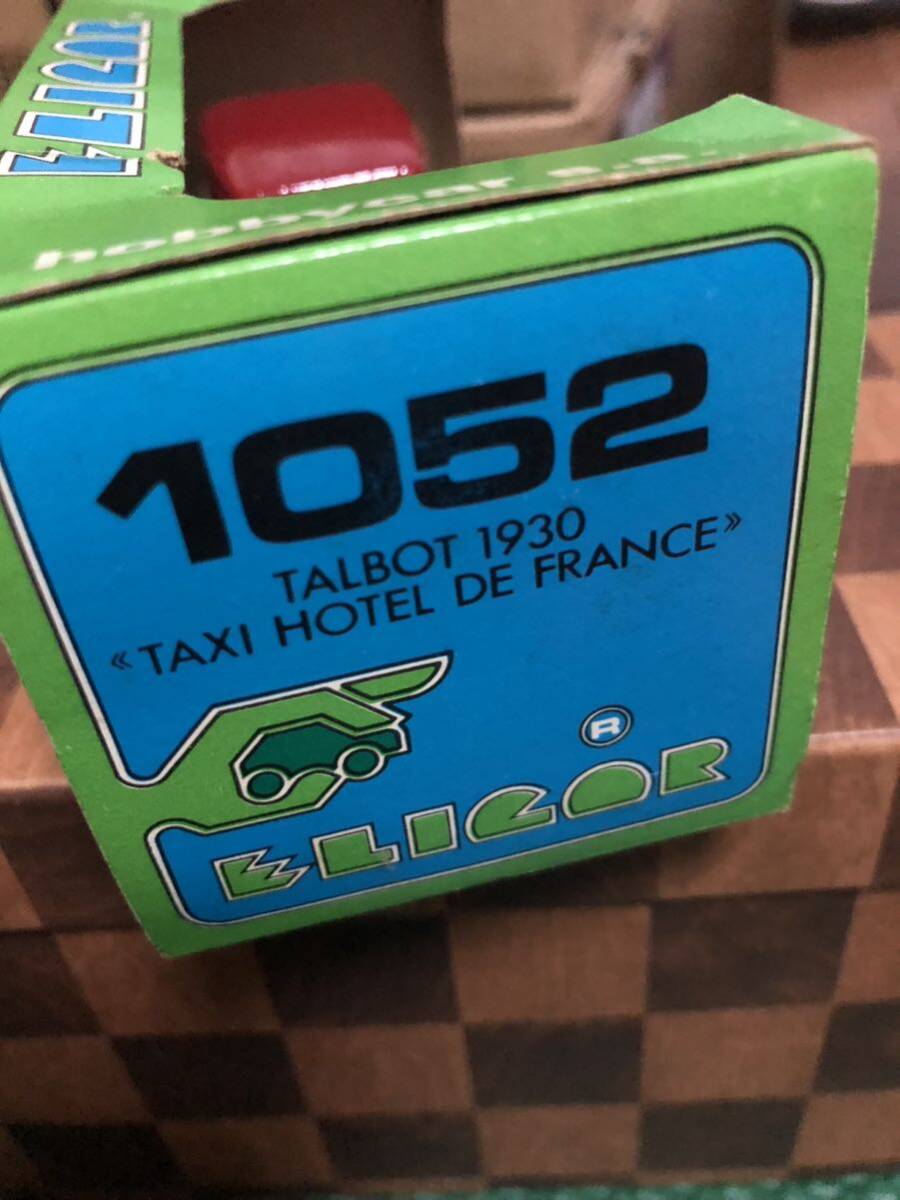 ELIGOR
hobbycar s.a.
1052
TALBOT 1930
«TAXI HOTEL DE FRANCE»
®
ELIGOR